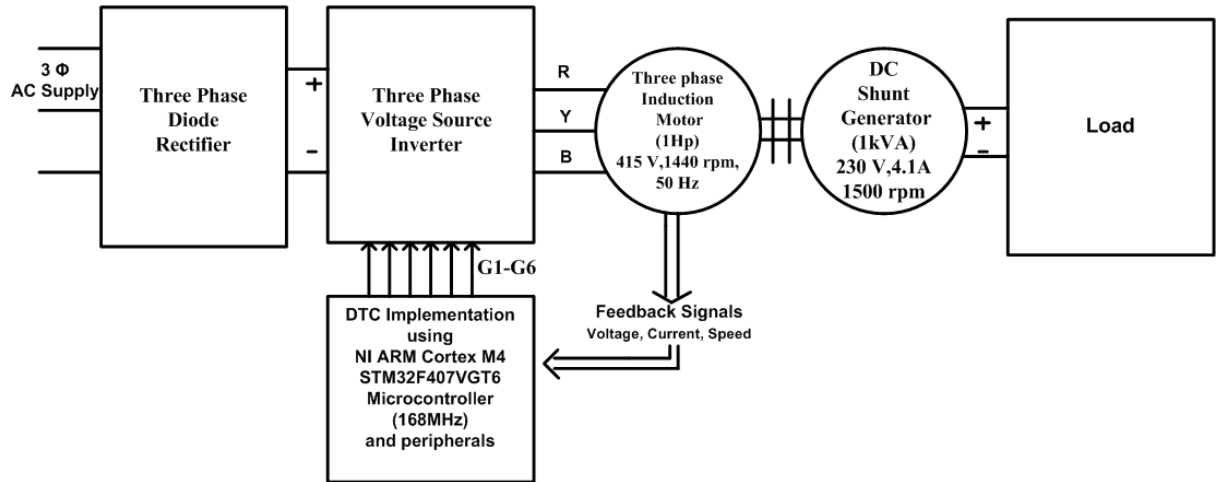 3 Φ
AC Supply
Three Phase
Diode
Rectifier
+
-
Three Phase
Voltage Source
Inverter
R
Y
B
Three phase
Induction
Motor
(1Hp)
415 V,1440 rpm,
50 Hz
DC
Shunt
Generator
(1kVA)
230 V,4.1A
1500 rpm
+
-
Load
G1-G6
DTC Implementation
using
NI ARM Cortex M4
STM32F407VGT6
Microcontroller
(168MHz)
and peripherals
Feedback Signals
Voltage, Current, Speed